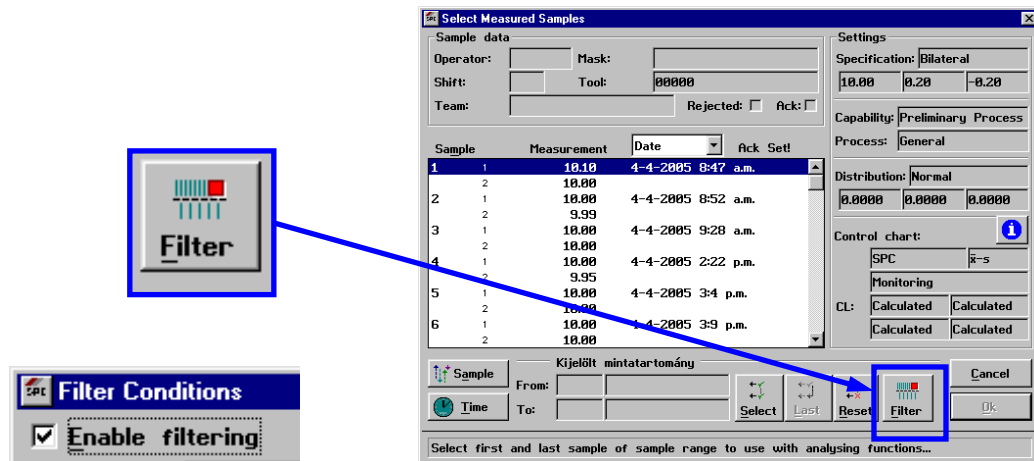 SPC Select Measured Samples
Sample data
Operator: Mask:
Shift: Tool: 00000
Team: Rejected: Ack:
Sample Measurement Date Ack Set!
1 1 10.10 4-4-2005 8:47 a.m.
2 10.00
2 1 10.00 4-4-2005 8:52 a.m.
2 9.99
3 1 10.00 4-4-2005 9:28 a.m.
2 10.00
4 1 10.00 4-4-2005 2:22 p.m.
2 9.95
5 1 10.00 4-4-2005 3:4 p.m.
2 10.00
6 1 10.00 4-4-2005 3:9 p.m.
2 10.00
Settings
Specification: Bilateral
10.00 0.20 -0.20
Capability: Preliminary Process
Process: General
Distribution: Normal
0.0000 0.0000 0.0000
Control chart:
SPC x̄-s
Monitoring
CL: Calculated Calculated
Calculated Calculated
Sample
Time
Kijelölt mintatartomány
From:
To:
Select Last Reset Filter
Cancel
Ok
Select first and last sample of sample range to use with analysing functions...
Filter
SPC Filter Conditions
Enable filtering